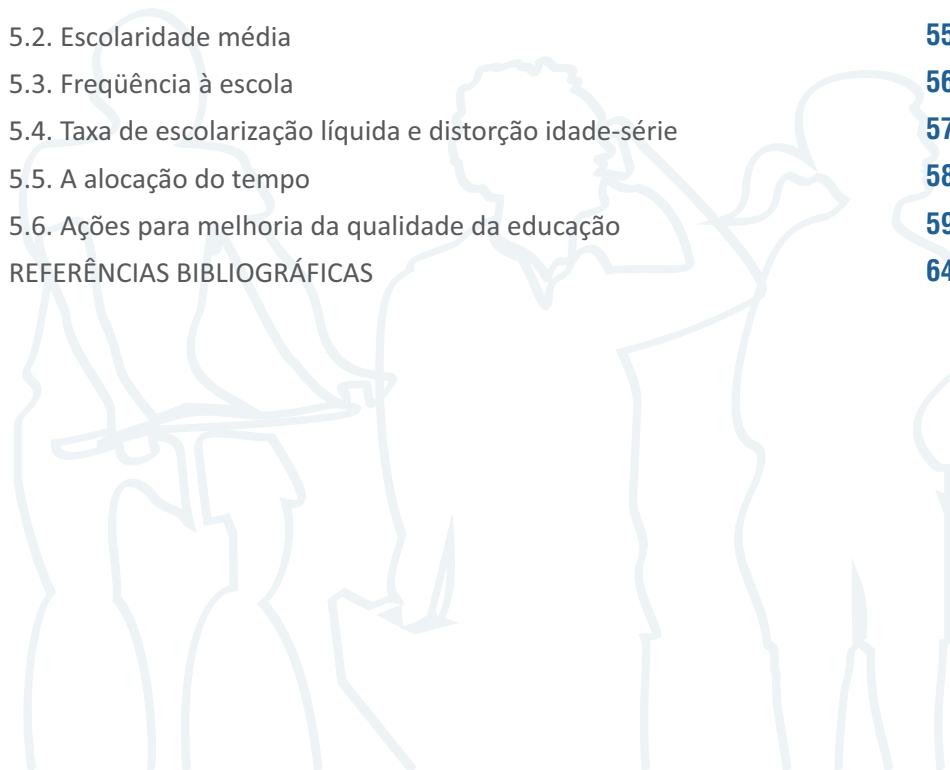 5.2. Escolaridade média 55
5.3. Freqüência à escola 56
5.4. Taxa de escolarização líquida e distorção idade-série 57
5.5. A alocação do tempo 58
5.6. Ações para melhoria da qualidade da educação 59
REFERÊNCIAS BIBLIOGRÁFICAS 64